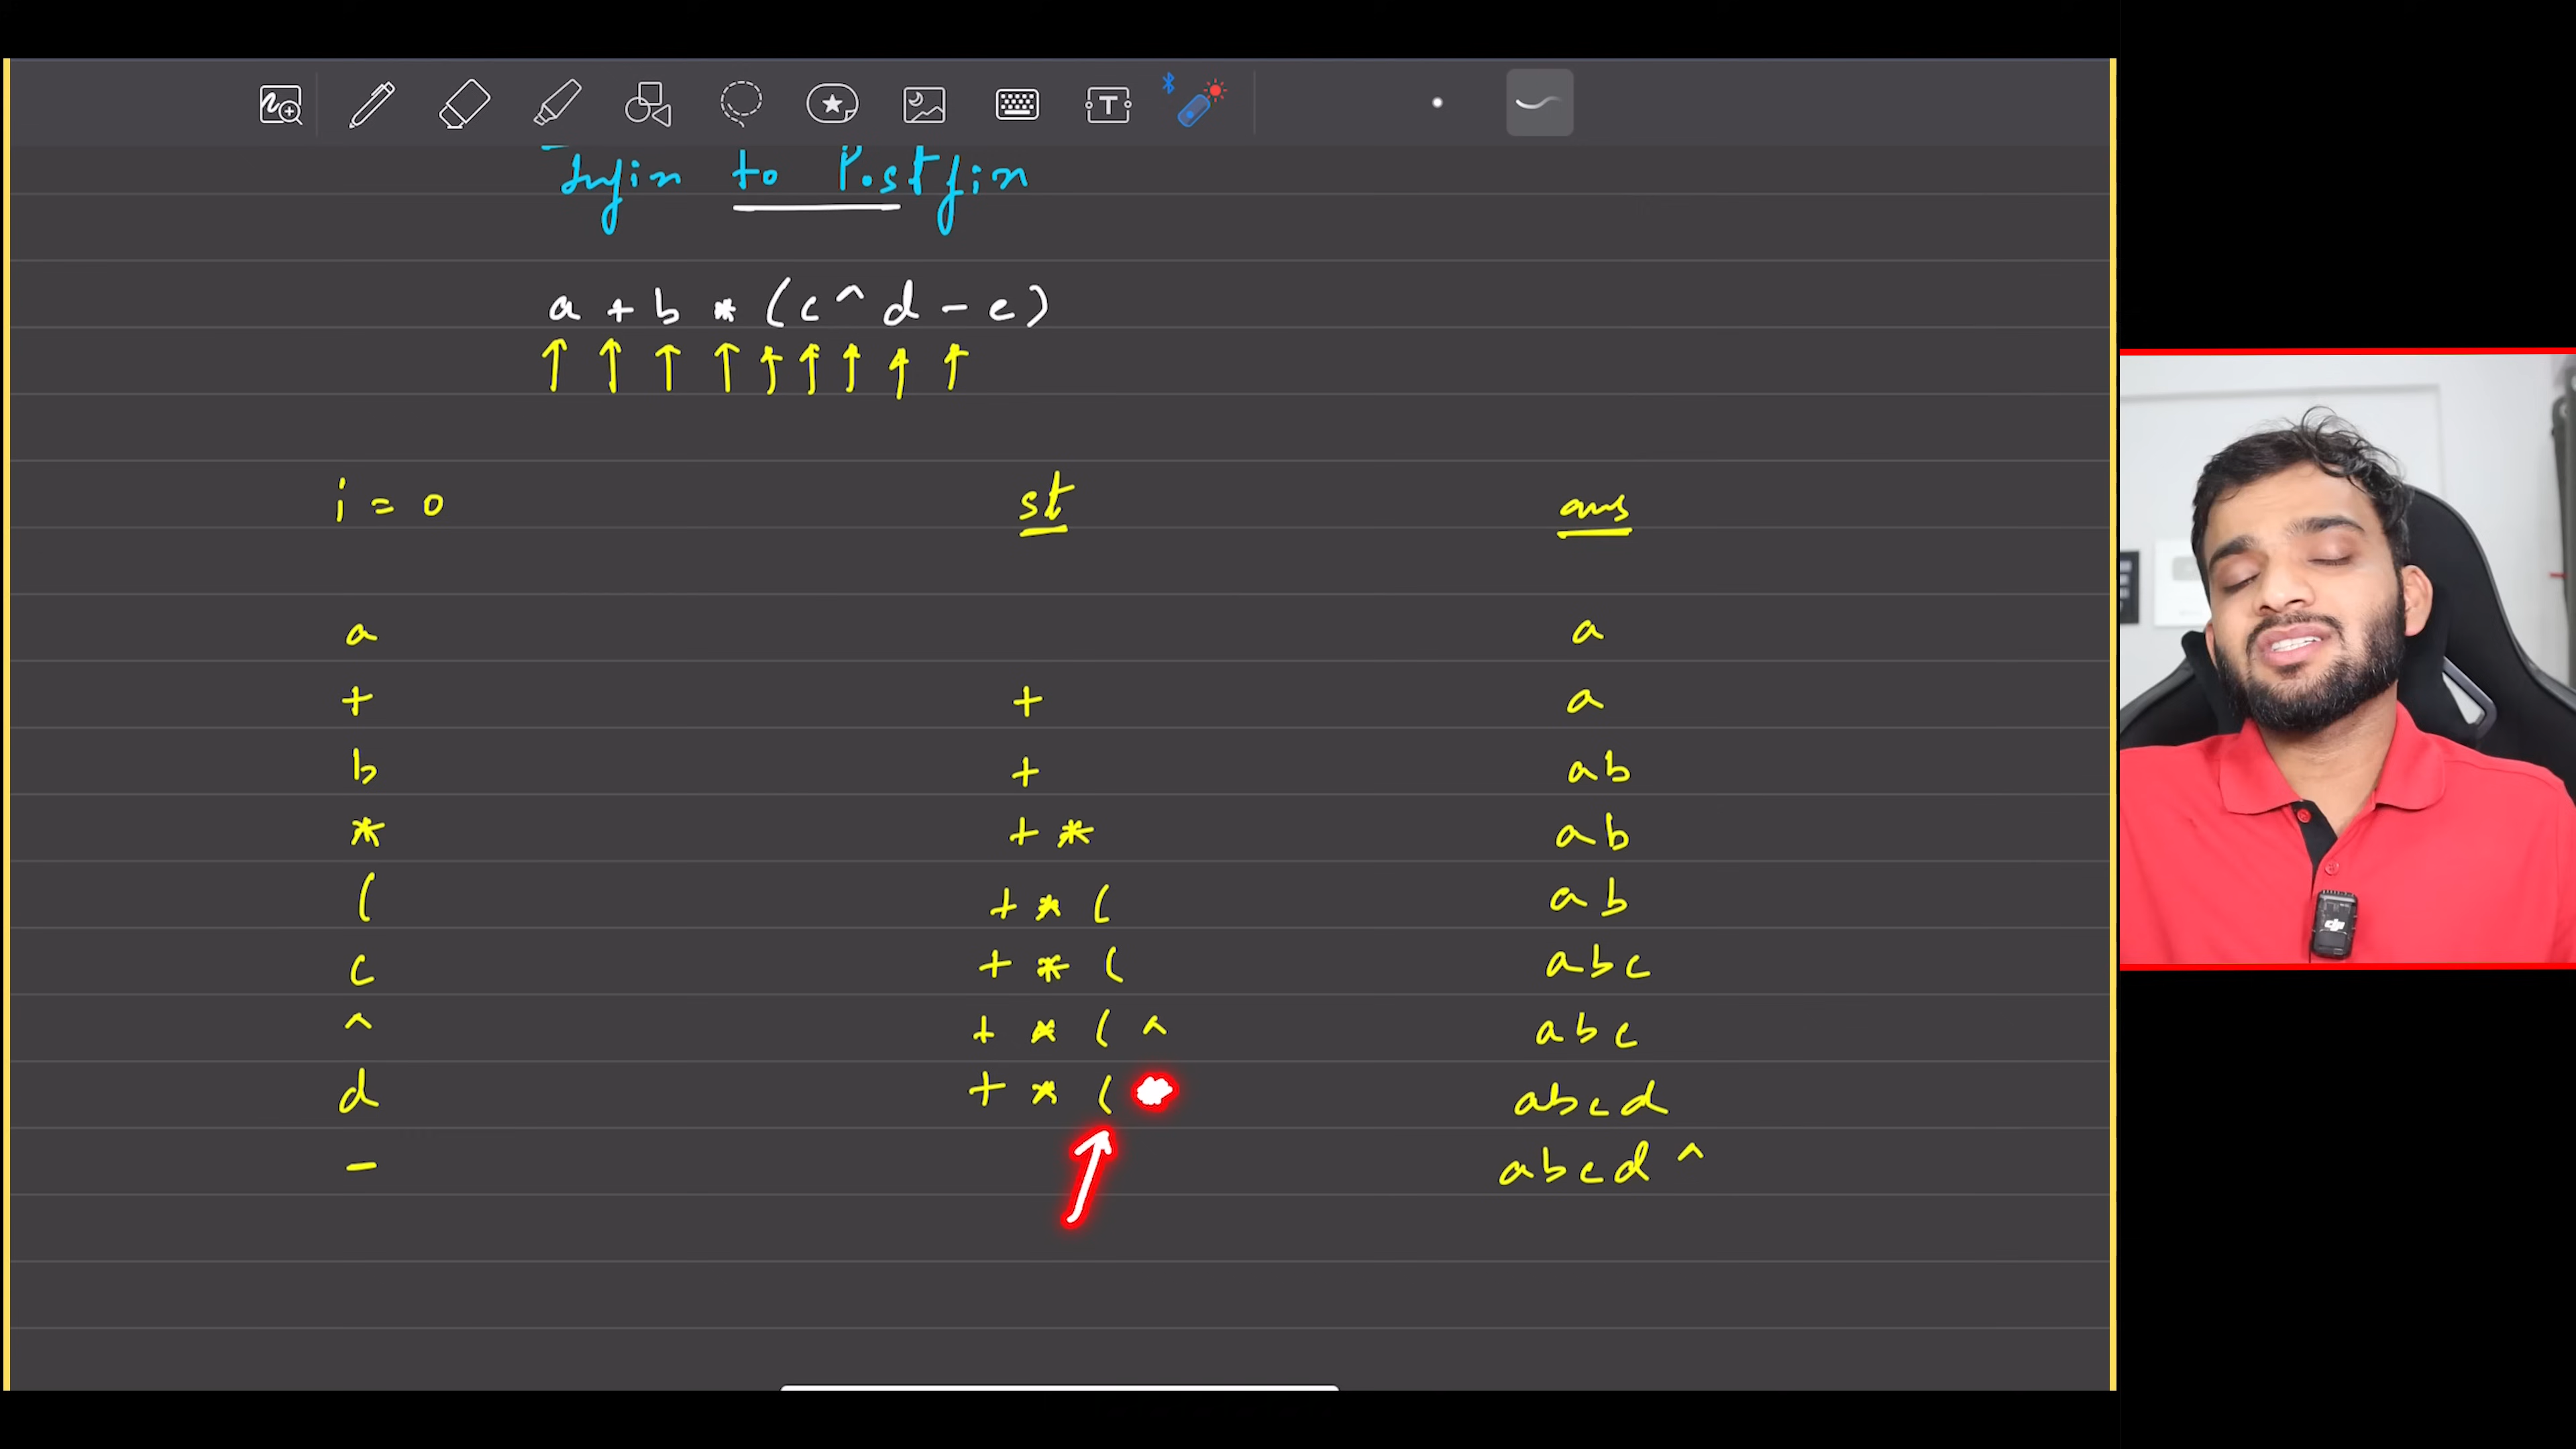 Infix to Postfix
a + b * (c ^ d - e)
↑ ↑ ↑ ↑ ↑ ↑ ↑ ↑ ↑
i = 0 st ans
a a
+ + a
b + ab
* + * ab
( + * ( ab
c + * ( abc
^ + * ( ^ abc
d + * ( abcd
- abcd ^